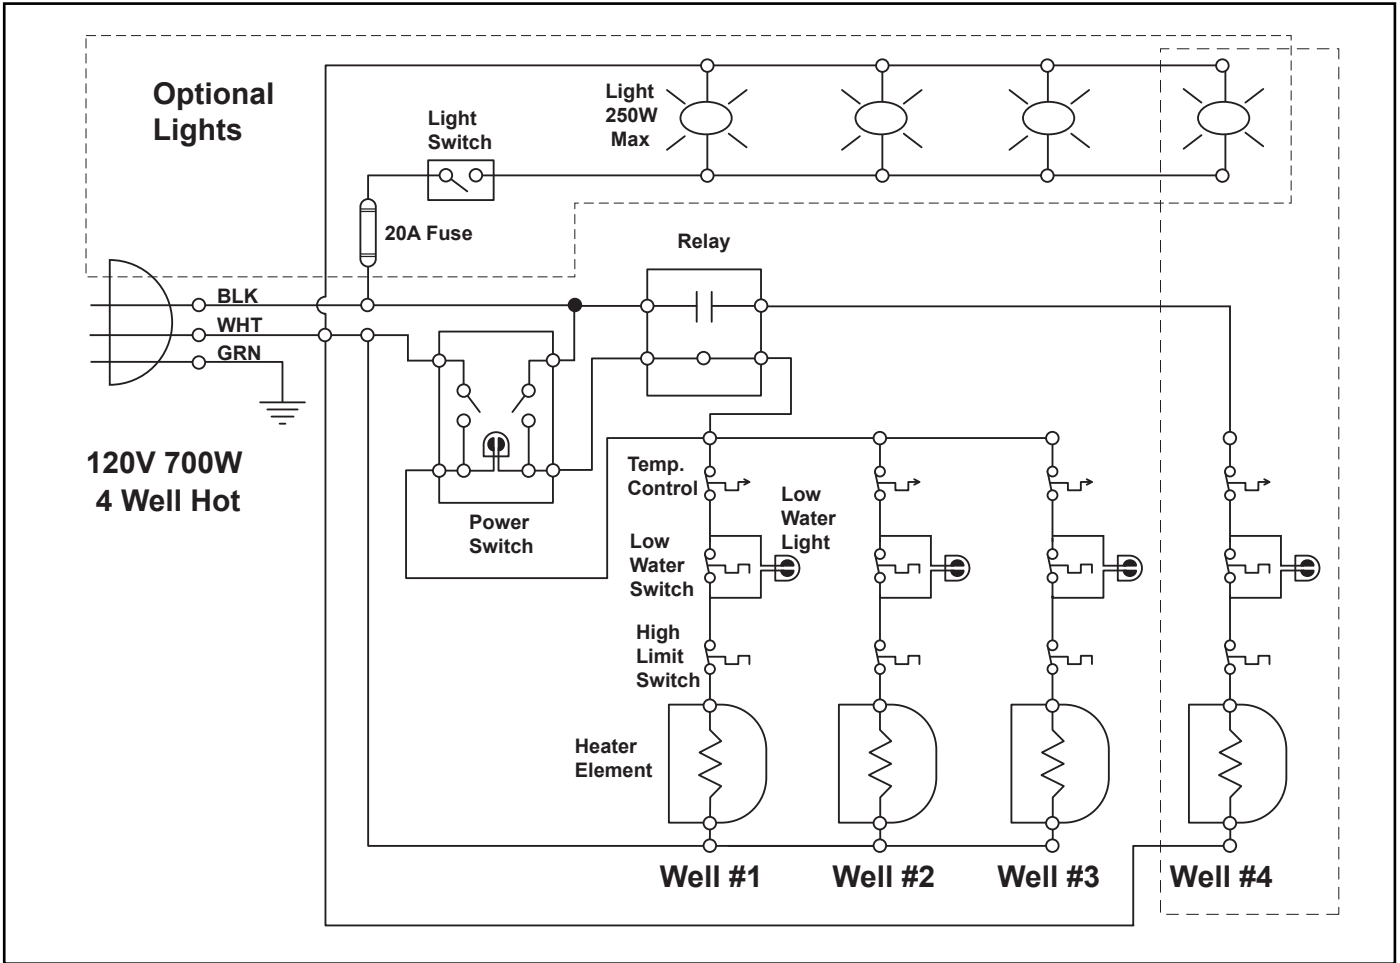 Optional
Lights
Light
Switch
Light
250W
Max
20A Fuse
Relay
BLK
WHT
GRN
120V 700W
4 Well Hot
Power
Switch
Temp.
Control
Low
Water
Light
Low
Water
Switch
High
Limit
Switch
Heater
Element
Well #1
Well #2
Well #3
Well #4